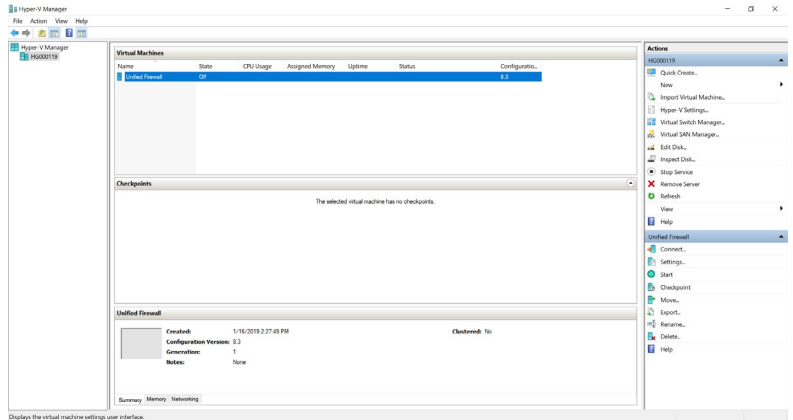 Hyper-V Manager
File Action View Help
Hyper-V Manager
HG000119
Virtual Machines
Name State CPU Usage Assigned Memory Uptime Status Configuratio...
Unified Firewall Off 8.3
Checkpoints
The selected virtual machine has no checkpoints.
Unified Firewall
Created: 1/16/2019 2:27:49 PM Clustered: No
Configuration Version: 8.3
Generation: 1
Notes: None
Summary Memory Networking
Actions
HG000119
Quick Create...
New
Import Virtual Machine...
Hyper-V Settings...
Virtual Switch Manager...
Virtual SAN Manager...
Edit Disk...
Inspect Disk...
Stop Service
Remove Server
Refresh
View
Help
Unified Firewall
Connect...
Settings...
Start
Checkpoint
Move...
Export...
Rename...
Delete...
Help
Displays the virtual machine settings user interface.